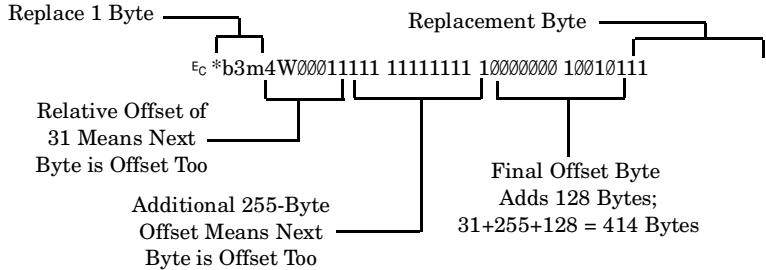 Replace 1 Byte
Replacement Byte
EC *b3m4W00011111 11111111 10000000 10010111
Relative Offset of
31 Means Next
Byte is Offset Too
Additional 255-Byte
Offset Means Next
Byte is Offset Too
Final Offset Byte
Adds 128 Bytes;
31+255+128 = 414 Bytes